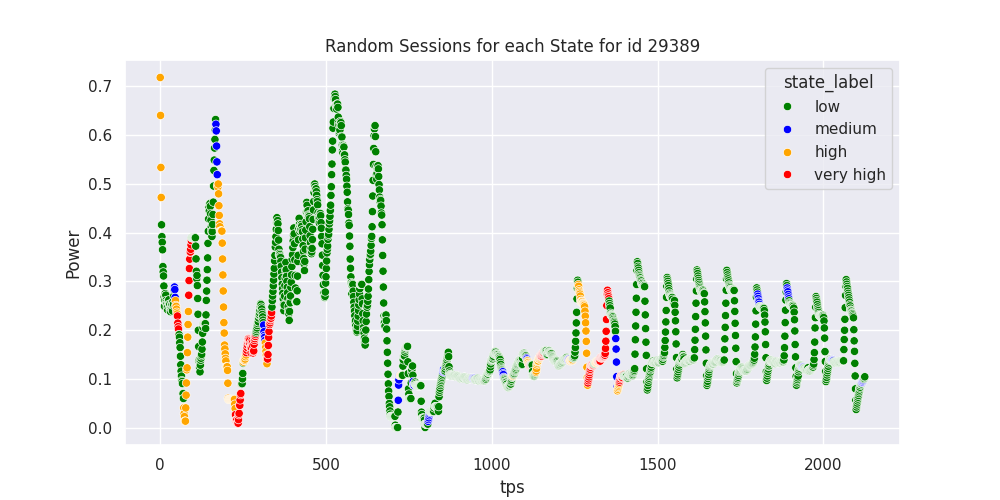 Random Sessions for each State for id 29389
state_label
low
medium
high
very high
Power
0.7
0.6
0.5
0.4
0.3
0.2
0.1
0.0
0
500
1000
1500
2000
tps